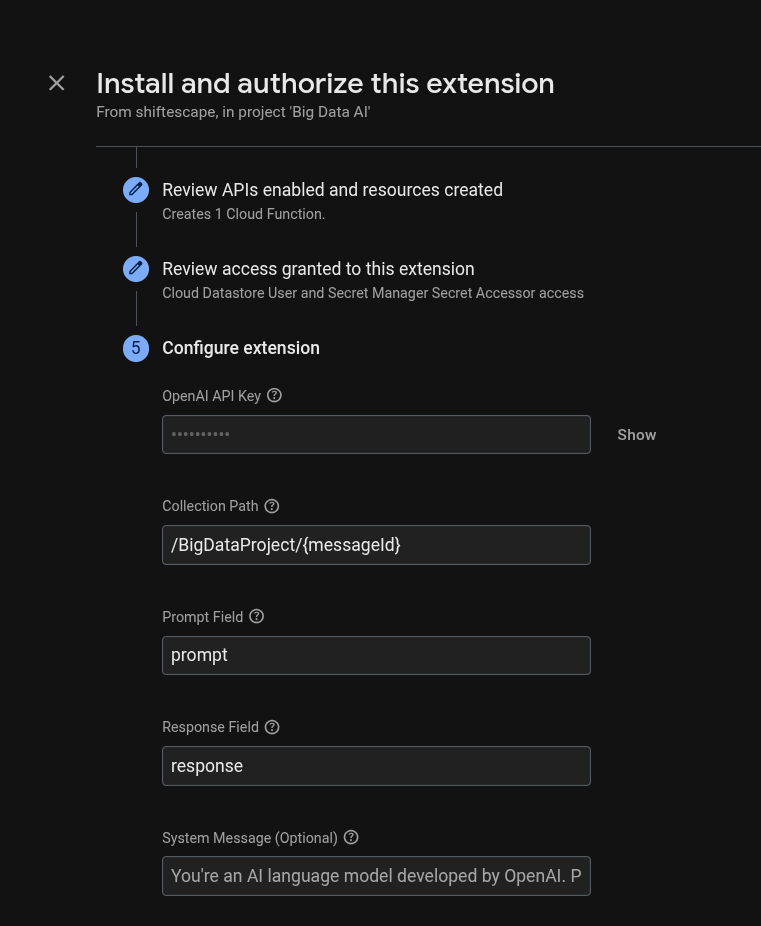 Install and authorize this extension
From shiftescape, in project 'Big Data AI'
Review APIs enabled and resources created
Creates 1 Cloud Function.
Review access granted to this extension
Cloud Datastore User and Secret Manager Secret Accessor access
5 Configure extension
OpenAI API Key ?
•••••••••• Show
Collection Path ?
/BigDataProject/{messageId}
Prompt Field ?
prompt
Response Field ?
response
System Message (Optional) ?
You're an AI language model developed by OpenAI. P